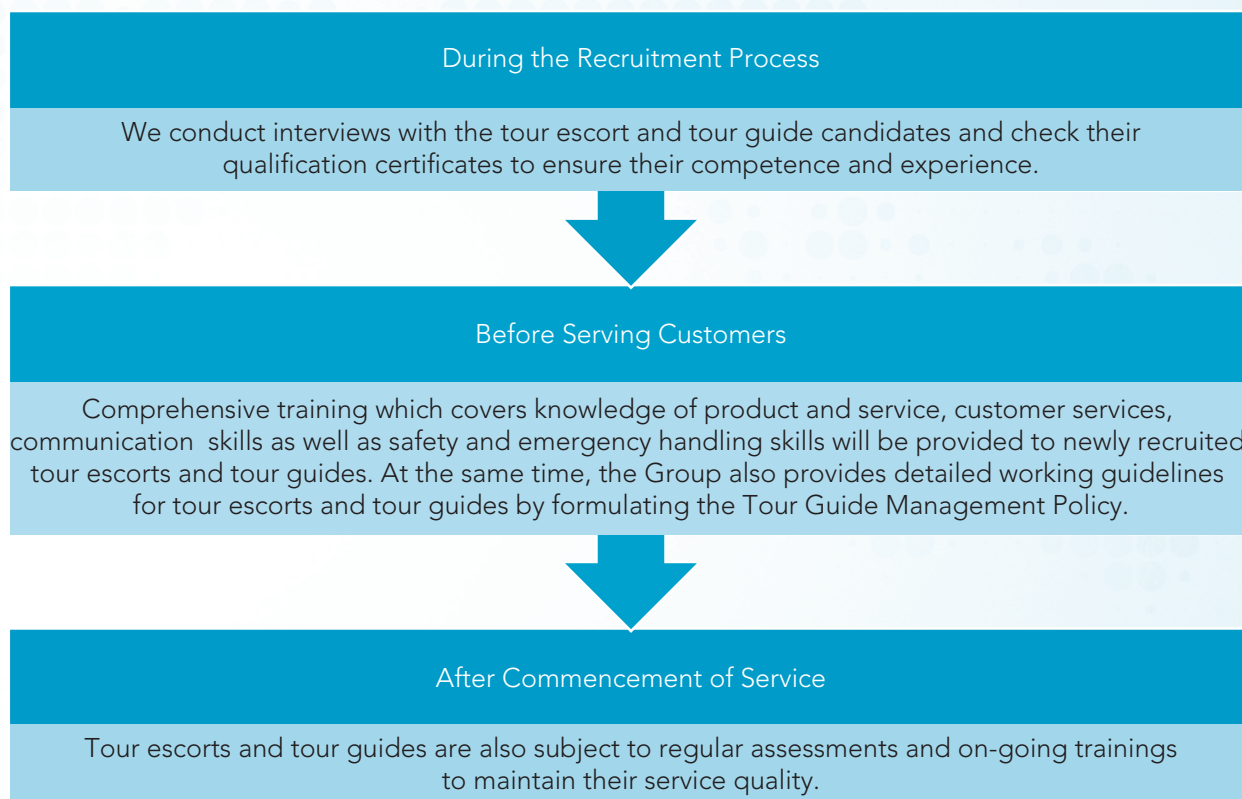 During the Recruitment Process
We conduct interviews with the tour escort and tour guide candidates and check their
qualification certificates to ensure their competence and experience.
Before Serving Customers
Comprehensive training which covers knowledge of product and service, customer services,
communication skills as well as safety and emergency handling skills will be provided to newly recruited
tour escorts and tour guides. At the same time, the Group also provides detailed working guidelines
for tour escorts and tour guides by formulating the Tour Guide Management Policy.
After Commencement of Service
Tour escorts and tour guides are also subject to regular assessments and on-going trainings
to maintain their service quality.